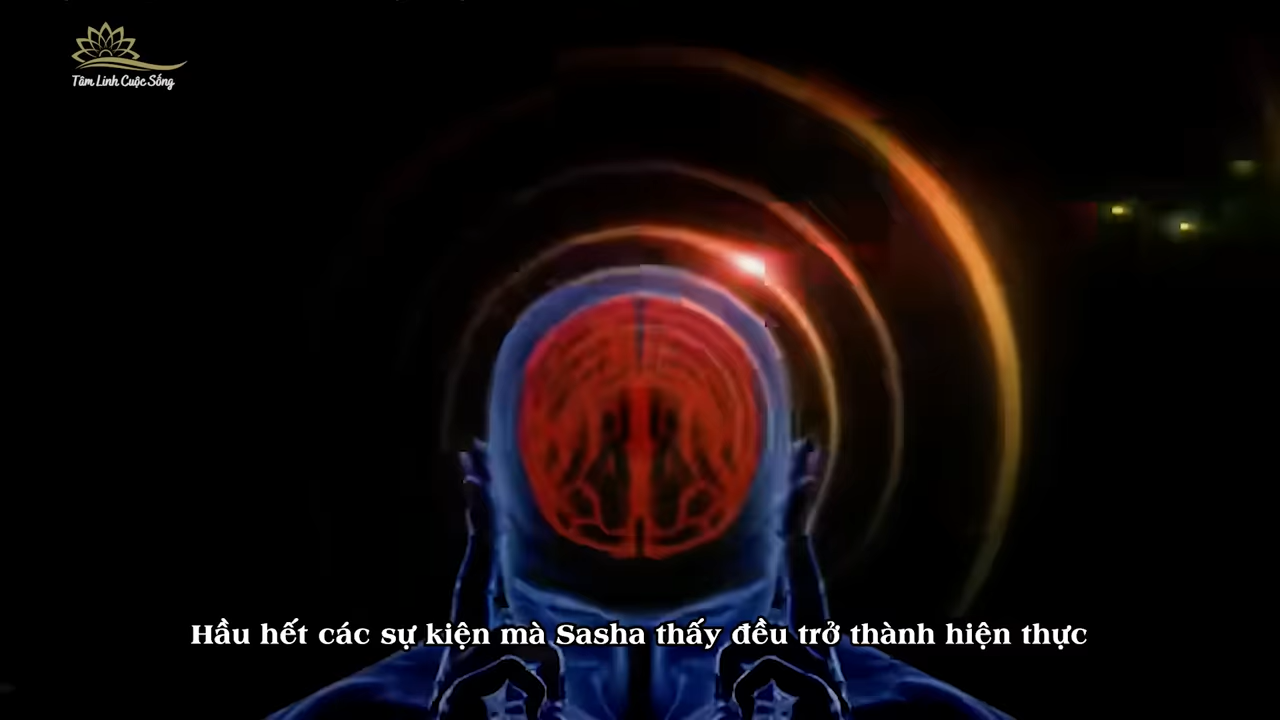 Tâm Linh Cuộc Sống
Hầu hết các sự kiện mà Sasha thấy đều trở thành hiện thực